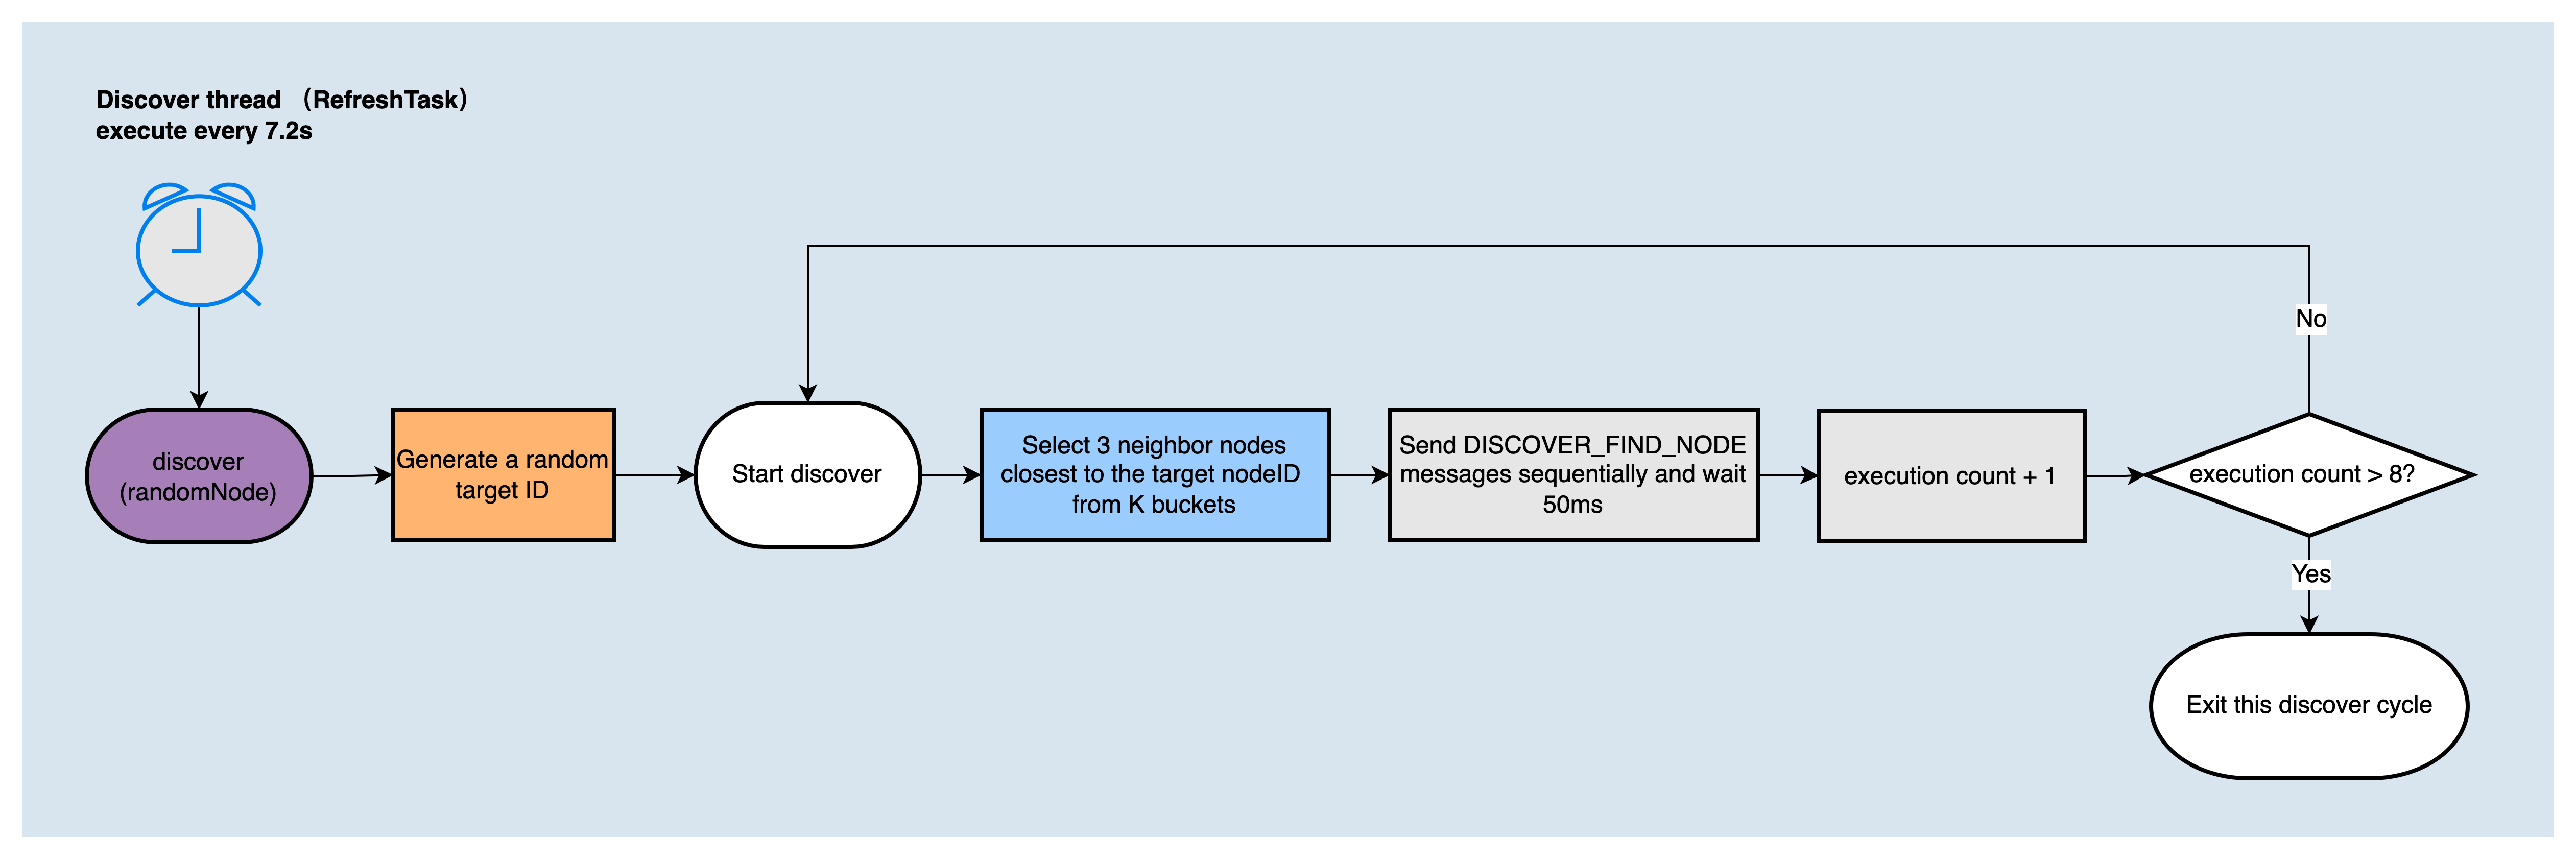 Discover thread （RefreshTask）
execute every 7.2s
No
discover
(randomNode)
Generate a random
target ID
Start discover
Select 3 neighbor nodes
closest to the target nodeID
from K buckets
Send DISCOVER_FIND_NODE
messages sequentially and wait
50ms
execution count + 1
execution count > 8?
Yes
Exit this discover cycle